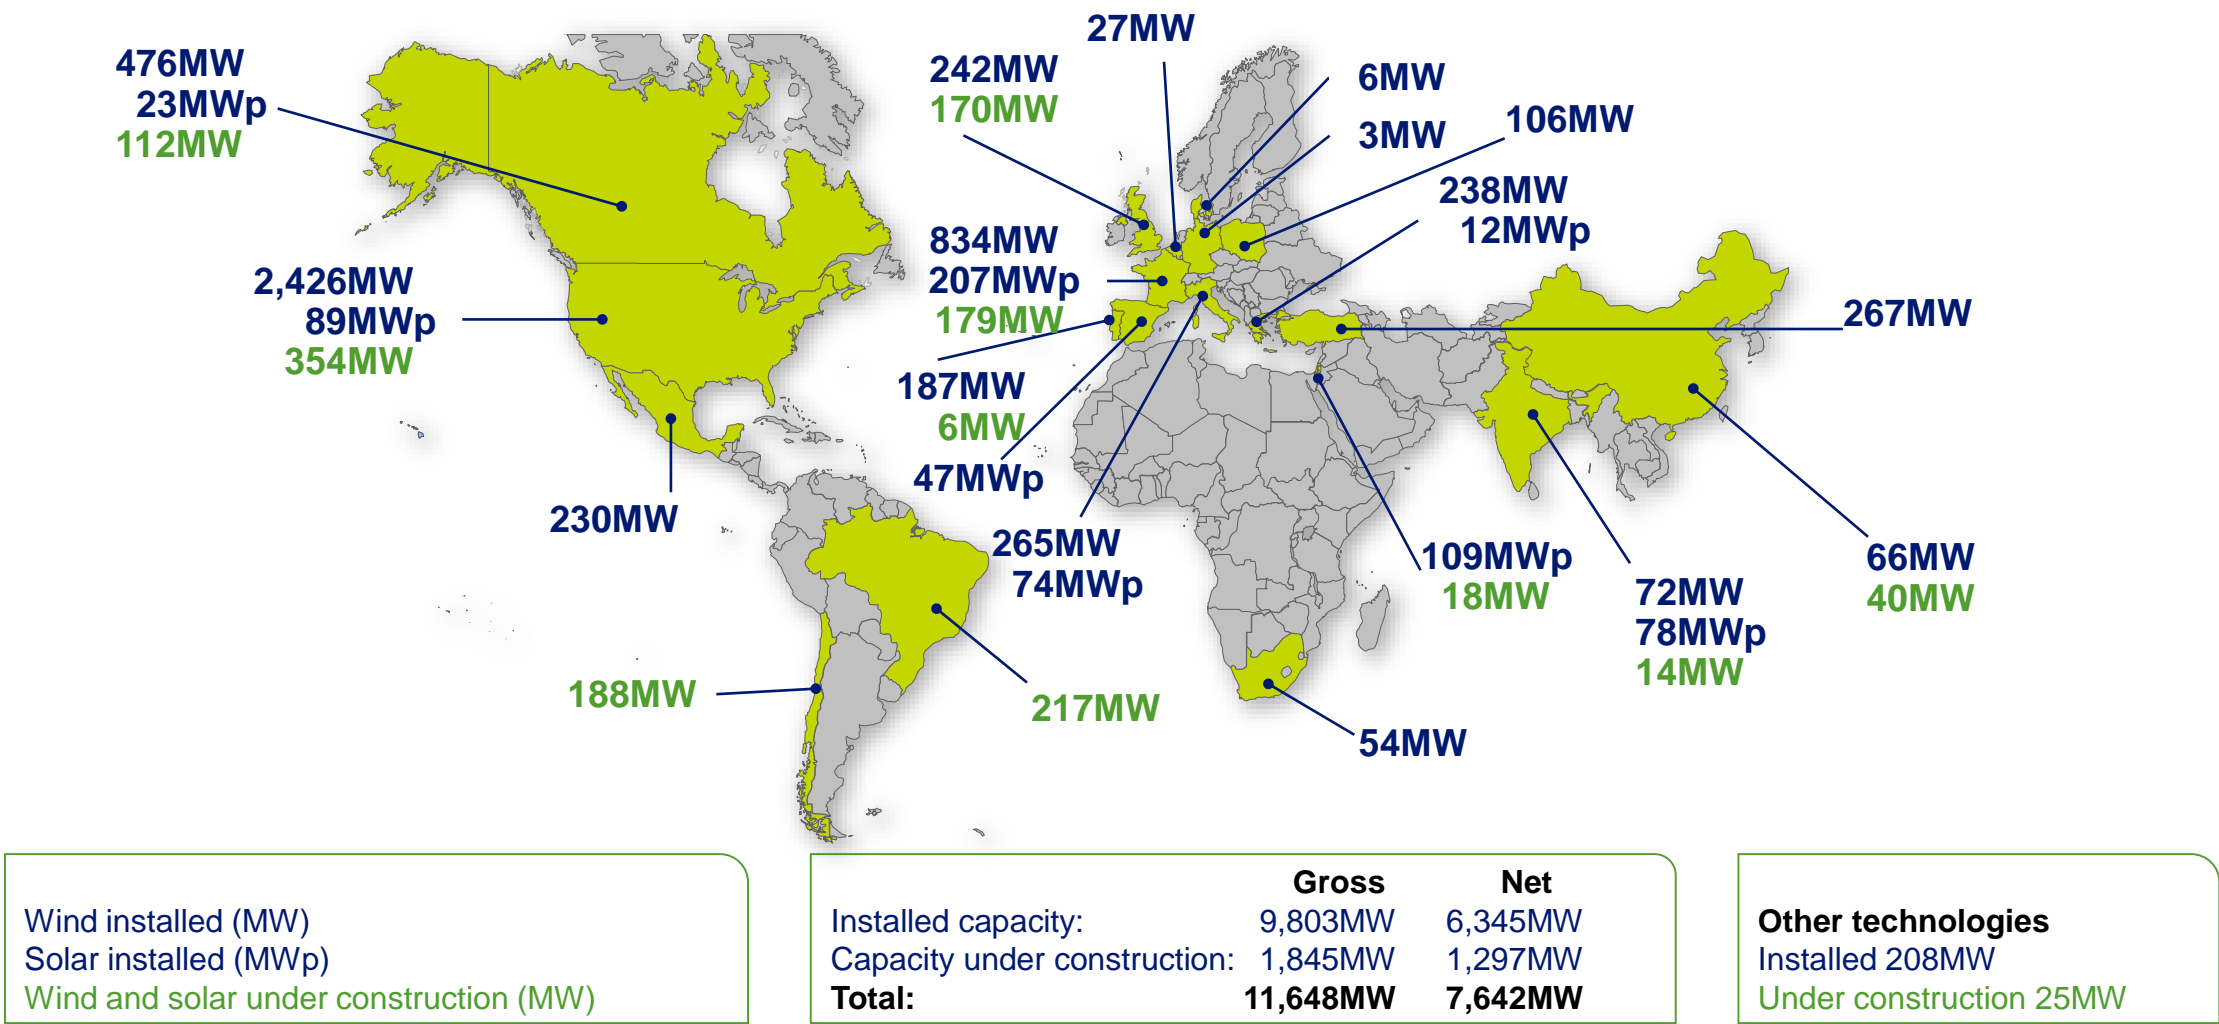 27MW
476MW
23MWp
112MW
242MW
170MW
6MW
3MW
106MW
238MW
12MWp
834MW
207MWp
179MW
2,426MW
89MWp
354MW
267MW
187MW
6MW
47MWp
230MW
265MW
74MWp
109MWp
18MW
66MW
40MW
72MW
78MWp
14MW
188MW
217MW
54MW
Wind installed (MW)
Solar installed (MWp)
Wind and solar under construction (MW)
Gross Net
Installed capacity: 9,803MW 6,345MW
Capacity under construction: 1,845MW 1,297MW
Total: 11,648MW 7,642MW
Other technologies
Installed 208MW
Under construction 25MW